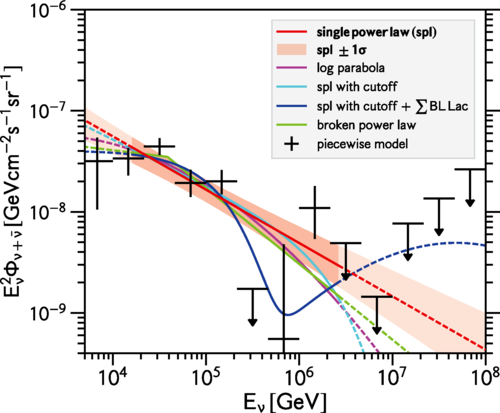 10⁻⁶
10⁻⁷
10⁻⁸
10⁻⁹
E²νΦν+ν̄ [GeVcm⁻²s⁻¹sr⁻¹]
single power law (spl)
spl ± 1σ
log parabola
spl with cutoff
spl with cutoff + ∑BL Lac
broken power law
piecewise model
10⁴ 10⁵ 10⁶ 10⁷ 10⁸
Eν [GeV]